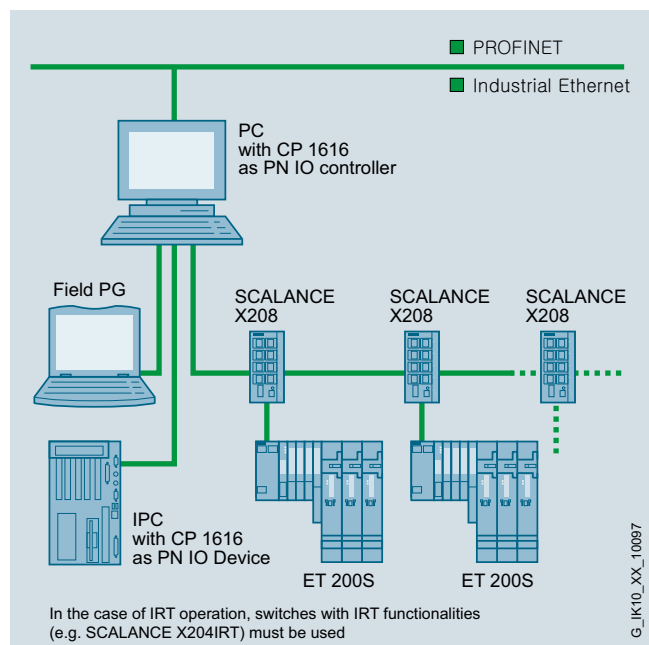 PROFINET
Industrial Ethernet
PC
with CP 1616
as PN IO controller
Field PG
SCALANCE
X208
SCALANCE
X208
SCALANCE
X208
IPC
with CP 1616
as PN IO Device
ET 200S
ET 200S
In the case of IRT operation, switches with IRT functionalities
(e.g. SCALANCE X204IRT) must be used
G_IK10_XX_10097